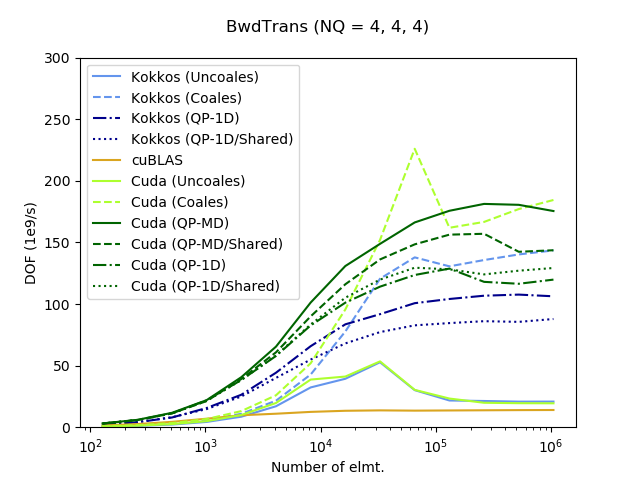 BwdTrans (NQ = 4, 4, 4)
DOF (1e9/s)
300
250
200
150
100
50
0
Kokkos (Uncoales)
Kokkos (Coales)
Kokkos (QP-1D)
Kokkos (QP-1D/Shared)
cuBLAS
Cuda (Uncoales)
Cuda (Coales)
Cuda (QP-MD)
Cuda (QP-MD/Shared)
Cuda (QP-1D)
Cuda (QP-1D/Shared)
10² 10³ 10⁴ 10⁵ 10⁶
Number of elmt.